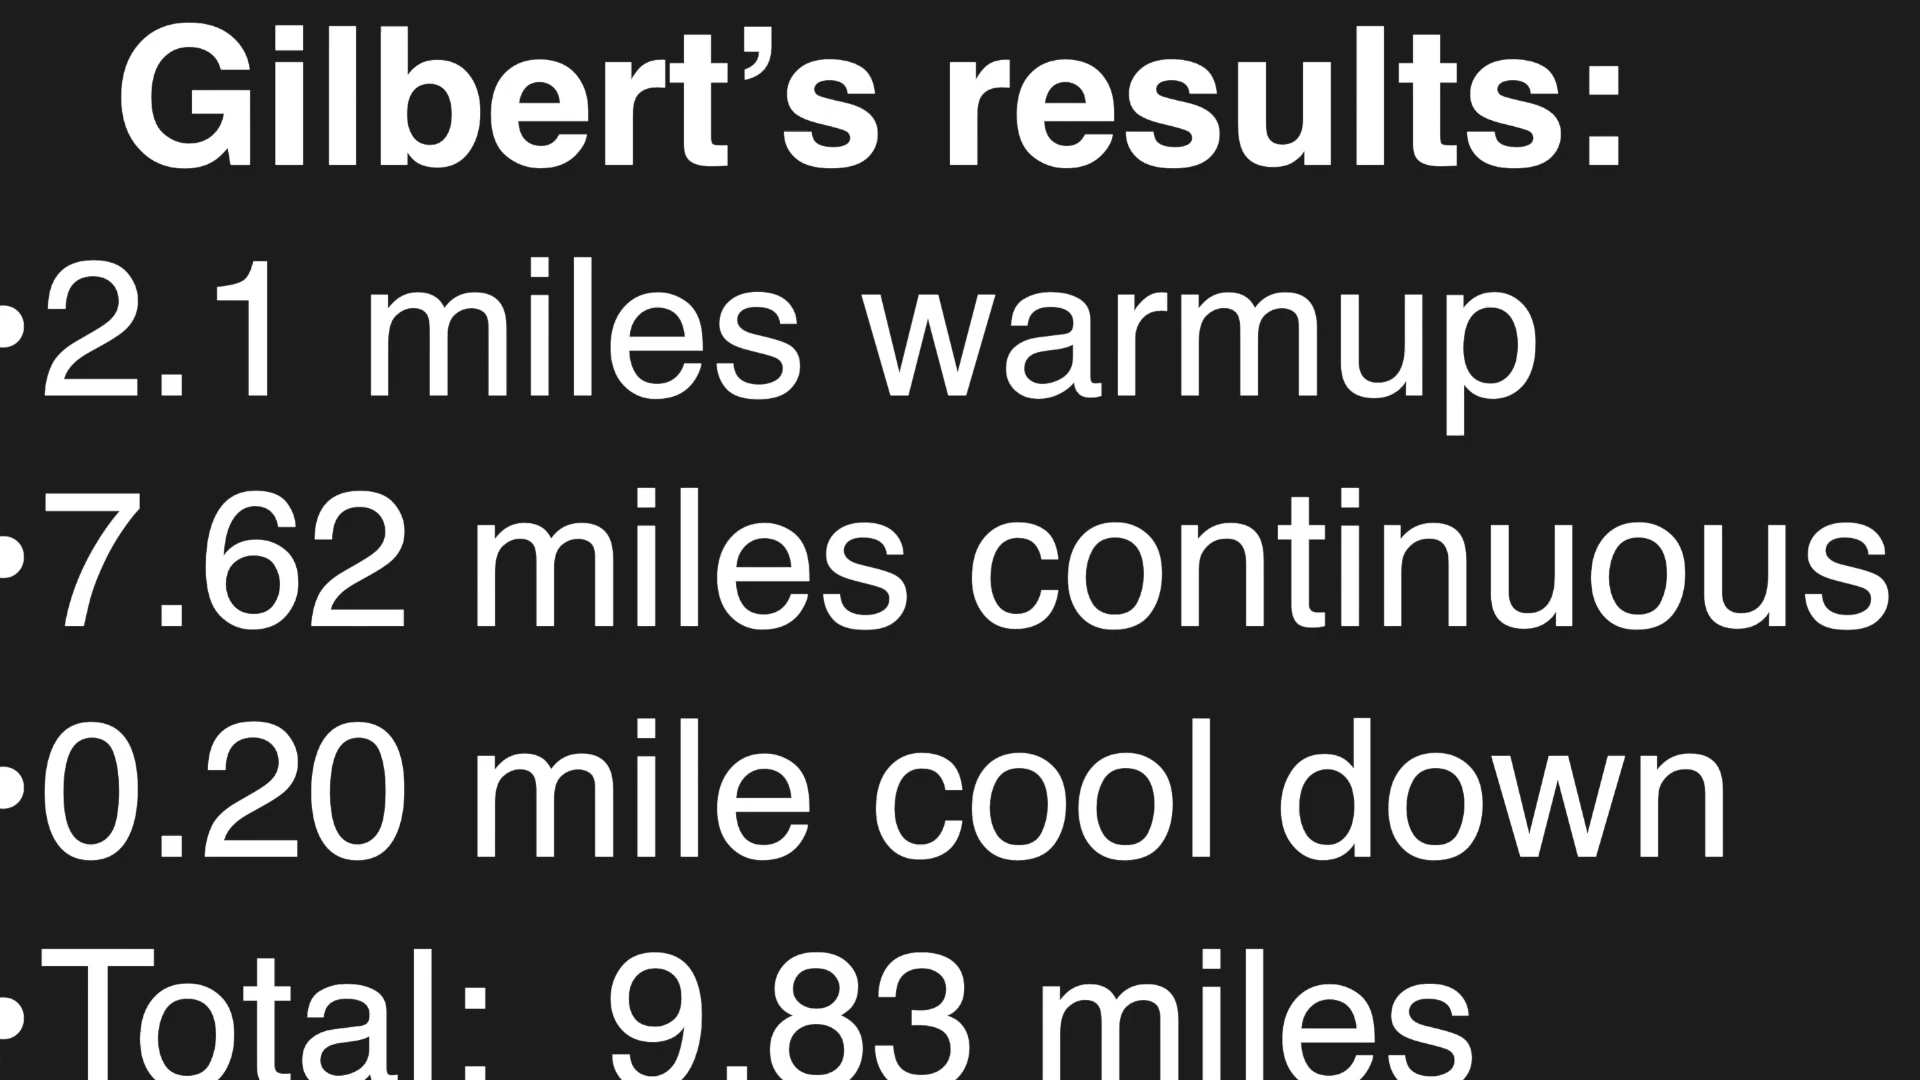 Gilbert’s results:
•2.1 miles warmup
•7.62 miles continuous
•0.20 mile cool down
•Total:  9.83 miles